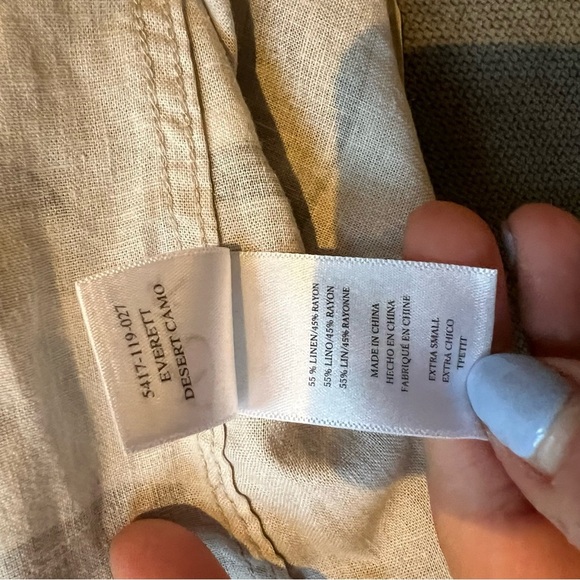 5417-119-027
EVERETT
DESERT CAMO
55 % LINEN/45% RAYON
55% LINO/45% RAYON
55% LIN/45% RAYONNE
MADE IN CHINA
HECHO EN CHINA
FABRIQUÉ EN CHINE
EXTRA SMALL
EXTRA CHICO
TPETIT